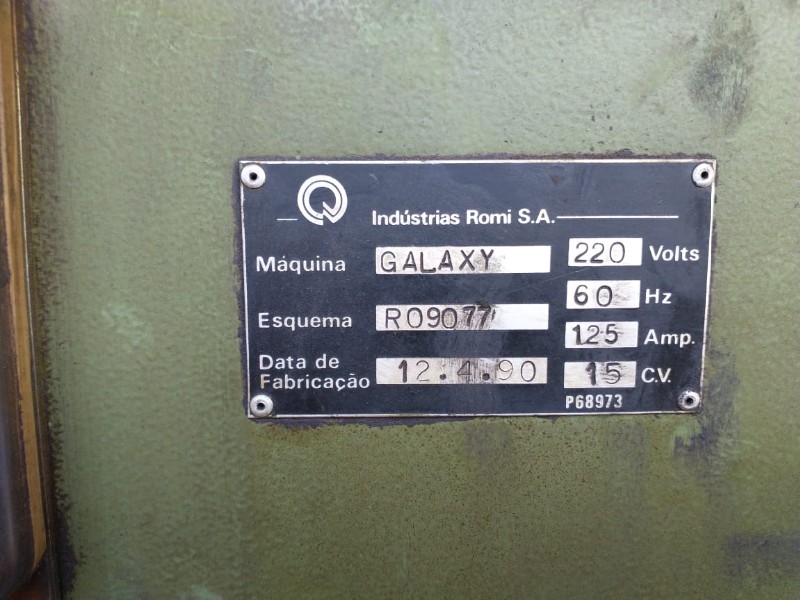 Indústrias Romi S.A.
Máquina GALAXY
220 Volts
60 Hz
Esquema R09077
125 Amp.
Data de Fabricação 12.4.90
15 C.V.
P68973